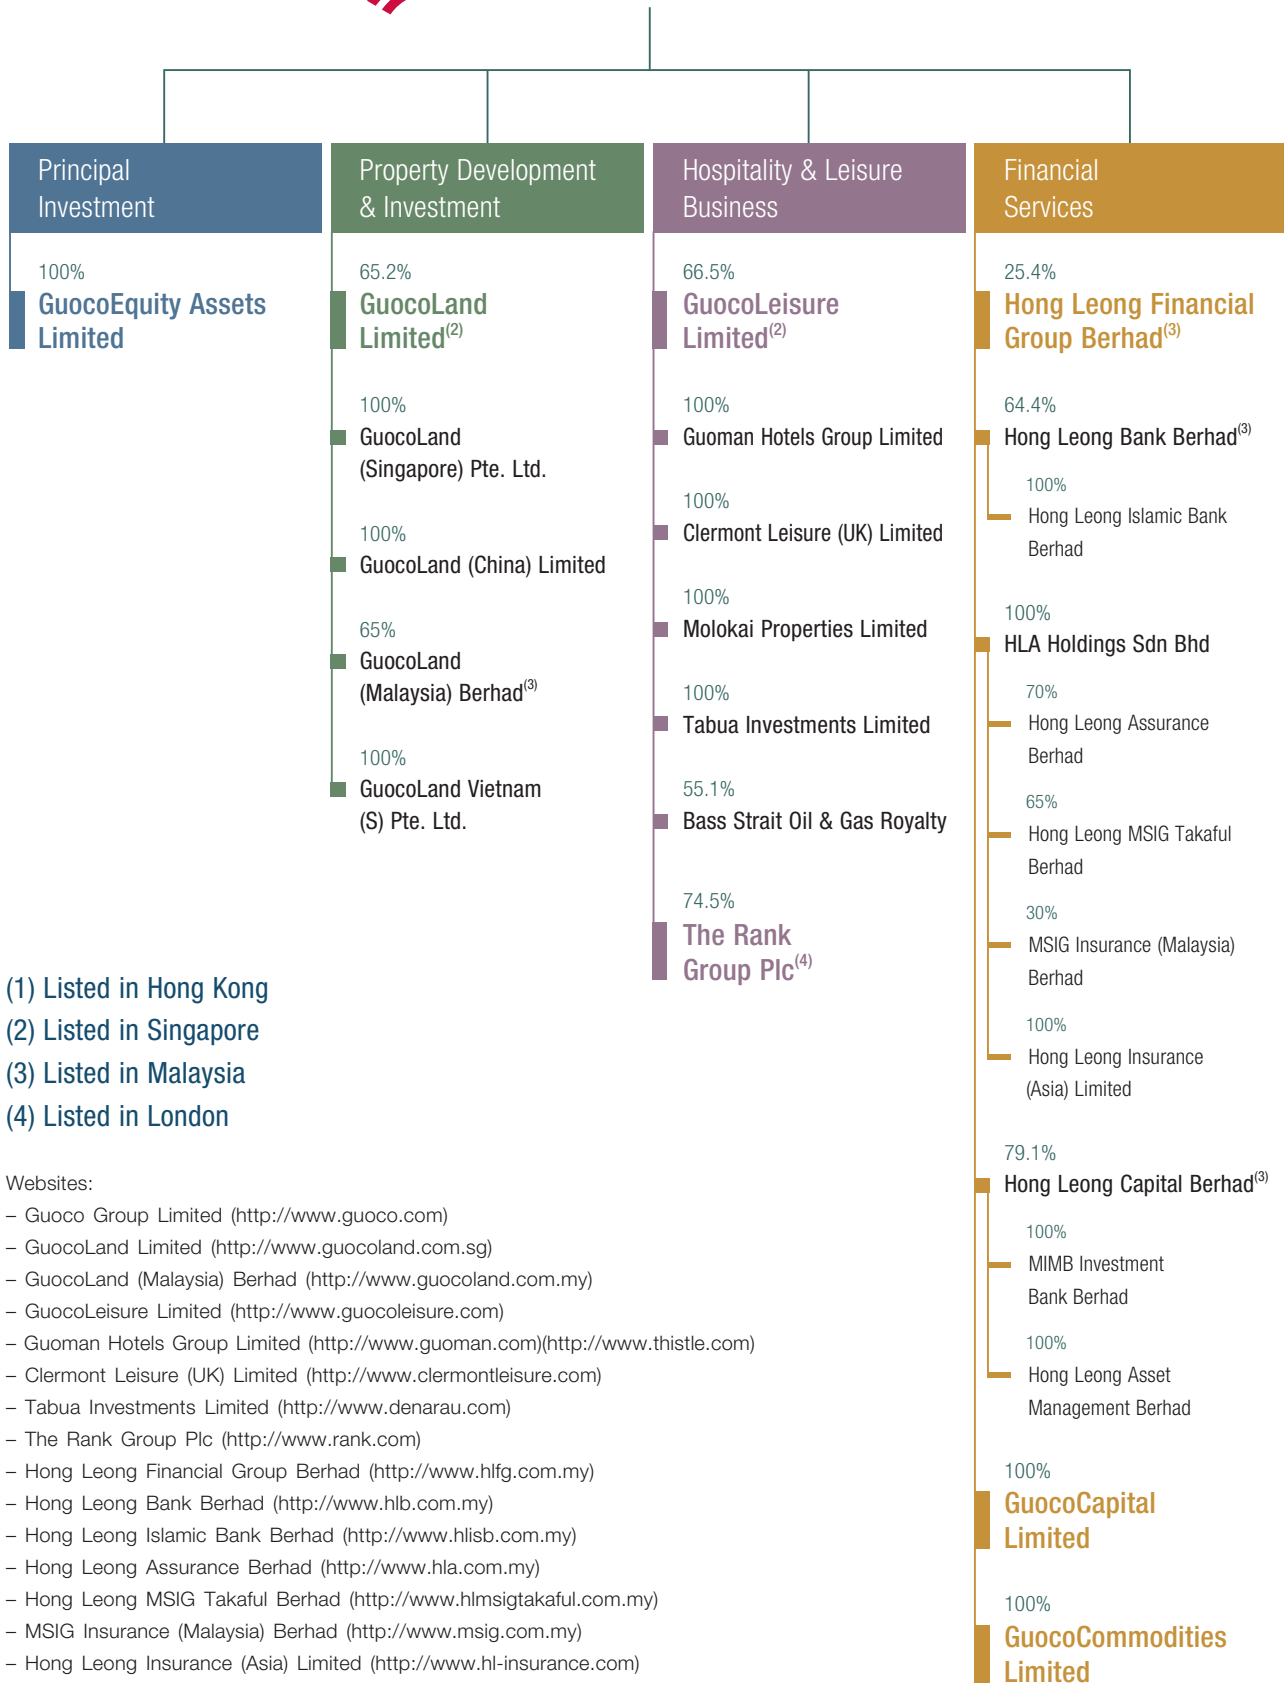 Principal
Investment
100%
GuocoEquity Assets
Limited
Property Development
& Investment
65.2%
GuocoLand
Limited(2)
100%
GuocoLand
(Singapore) Pte. Ltd.
100%
GuocoLand (China) Limited
65%
GuocoLand
(Malaysia) Berhad(3)
100%
GuocoLand Vietnam
(S) Pte. Ltd.
Hospitality & Leisure
Business
66.5%
GuocoLeisure
Limited(2)
100%
Guoman Hotels Group Limited
100%
Clermont Leisure (UK) Limited
100%
Molokai Properties Limited
100%
Tabua Investments Limited
55.1%
Bass Strait Oil & Gas Royalty
74.5%
The Rank
Group Plc(4)
Financial
Services
25.4%
Hong Leong Financial
Group Berhad(3)
64.4%
Hong Leong Bank Berhad(3)
100%
Hong Leong Islamic Bank
Berhad
100%
HLA Holdings Sdn Bhd
70%
Hong Leong Assurance
Berhad
65%
Hong Leong MSIG Takaful
Berhad
30%
MSIG Insurance (Malaysia)
Berhad
100%
Hong Leong Insurance
(Asia) Limited
79.1%
Hong Leong Capital Berhad(3)
100%
MIMB Investment
Bank Berhad
100%
Hong Leong Asset
Management Berhad
100%
GuocoCapital
Limited
100%
GuocoCommodities
Limited
(1) Listed in Hong Kong
(2) Listed in Singapore
(3) Listed in Malaysia
(4) Listed in London
Websites:
– Guoco Group Limited (http://www.guoco.com)
– GuocoLand Limited (http://www.guocoland.com.sg)
– GuocoLand (Malaysia) Berhad (http://www.guocoland.com.my)
– GuocoLeisure Limited (http://www.guocoleisure.com)
– Guoman Hotels Group Limited (http://www.guoman.com)(http://www.thistle.com)
– Clermont Leisure (UK) Limited (http://www.clermontleisure.com)
– Tabua Investments Limited (http://www.denarau.com)
– The Rank Group Plc (http://www.rank.com)
– Hong Leong Financial Group Berhad (http://www.hlfg.com.my)
– Hong Leong Bank Berhad (http://www.hlb.com.my)
– Hong Leong Islamic Bank Berhad (http://www.hlisb.com.my)
– Hong Leong Assurance Berhad (http://www.hla.com.my)
– Hong Leong MSIG Takaful Berhad (http://www.hlmsigtakaful.com.my)
– MSIG Insurance (Malaysia) Berhad (http://www.msig.com.my)
– Hong Leong Insurance (Asia) Limited (http://www.hl-insurance.com)